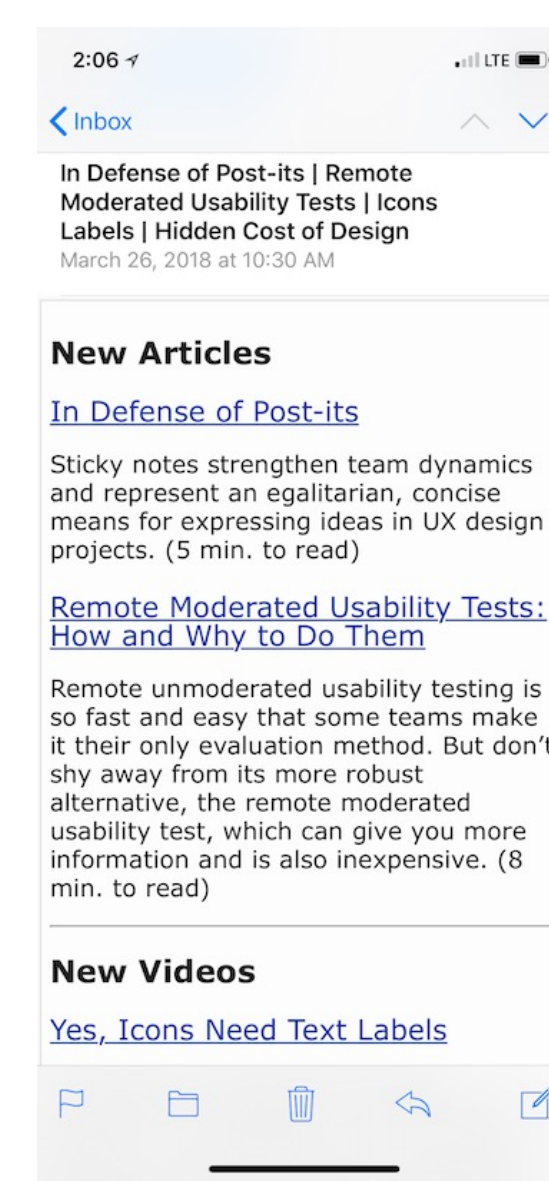 2:06
LTE
Inbox
In Defense of Post-its | Remote
Moderated Usability Tests | Icons
Labels | Hidden Cost of Design
March 26, 2018 at 10:30 AM
New Articles
In Defense of Post-its
Sticky notes strengthen team dynamics
and represent an egalitarian, concise
means for expressing ideas in UX design
projects. (5 min. to read)
Remote Moderated Usability Tests:
How and Why to Do Them
Remote unmoderated usability testing is
so fast and easy that some teams make
it their only evaluation method. But don’t
shy away from its more robust
alternative, the remote moderated
usability test, which can give you more
information and is also inexpensive. (8
min. to read)
New Videos
Yes, Icons Need Text Labels